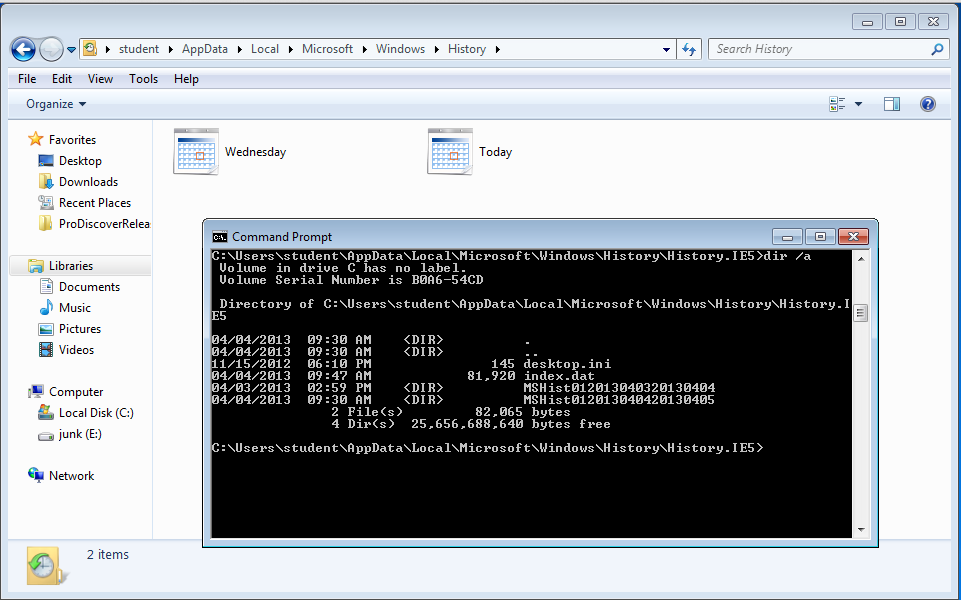 student ▸ AppData ▸ Local ▸ Microsoft ▸ Windows ▸ History ▸
Search History
File Edit View Tools Help
Organize
Favorites
Desktop
Downloads
Recent Places
ProDiscoverRelea
Libraries
Documents
Music
Pictures
Videos
Computer
Local Disk (C:)
junk (E:)
Network
Wednesday
Today
Command Prompt
C:\Users\student\AppData\Local\Microsoft\Windows\History\History.IE5>dir /a
Volume in drive C has no label.
Volume Serial Number is B0A6-54CD
Directory of C:\Users\student\AppData\Local\Microsoft\Windows\History\History.I
E5
04/04/2013 09:30 AM <DIR> .
04/04/2013 09:30 AM <DIR> ..
11/15/2012 06:10 PM 145 desktop.ini
04/04/2013 09:47 AM 81,920 index.dat
04/03/2013 02:59 PM <DIR> MSHist012013040320130404
04/04/2013 09:30 AM <DIR> MSHist012013040420130405
2 File(s) 82,065 bytes
4 Dir(s) 25,656,688,640 bytes free
C:\Users\student\AppData\Local\Microsoft\Windows\History\History.IE5>
2 items